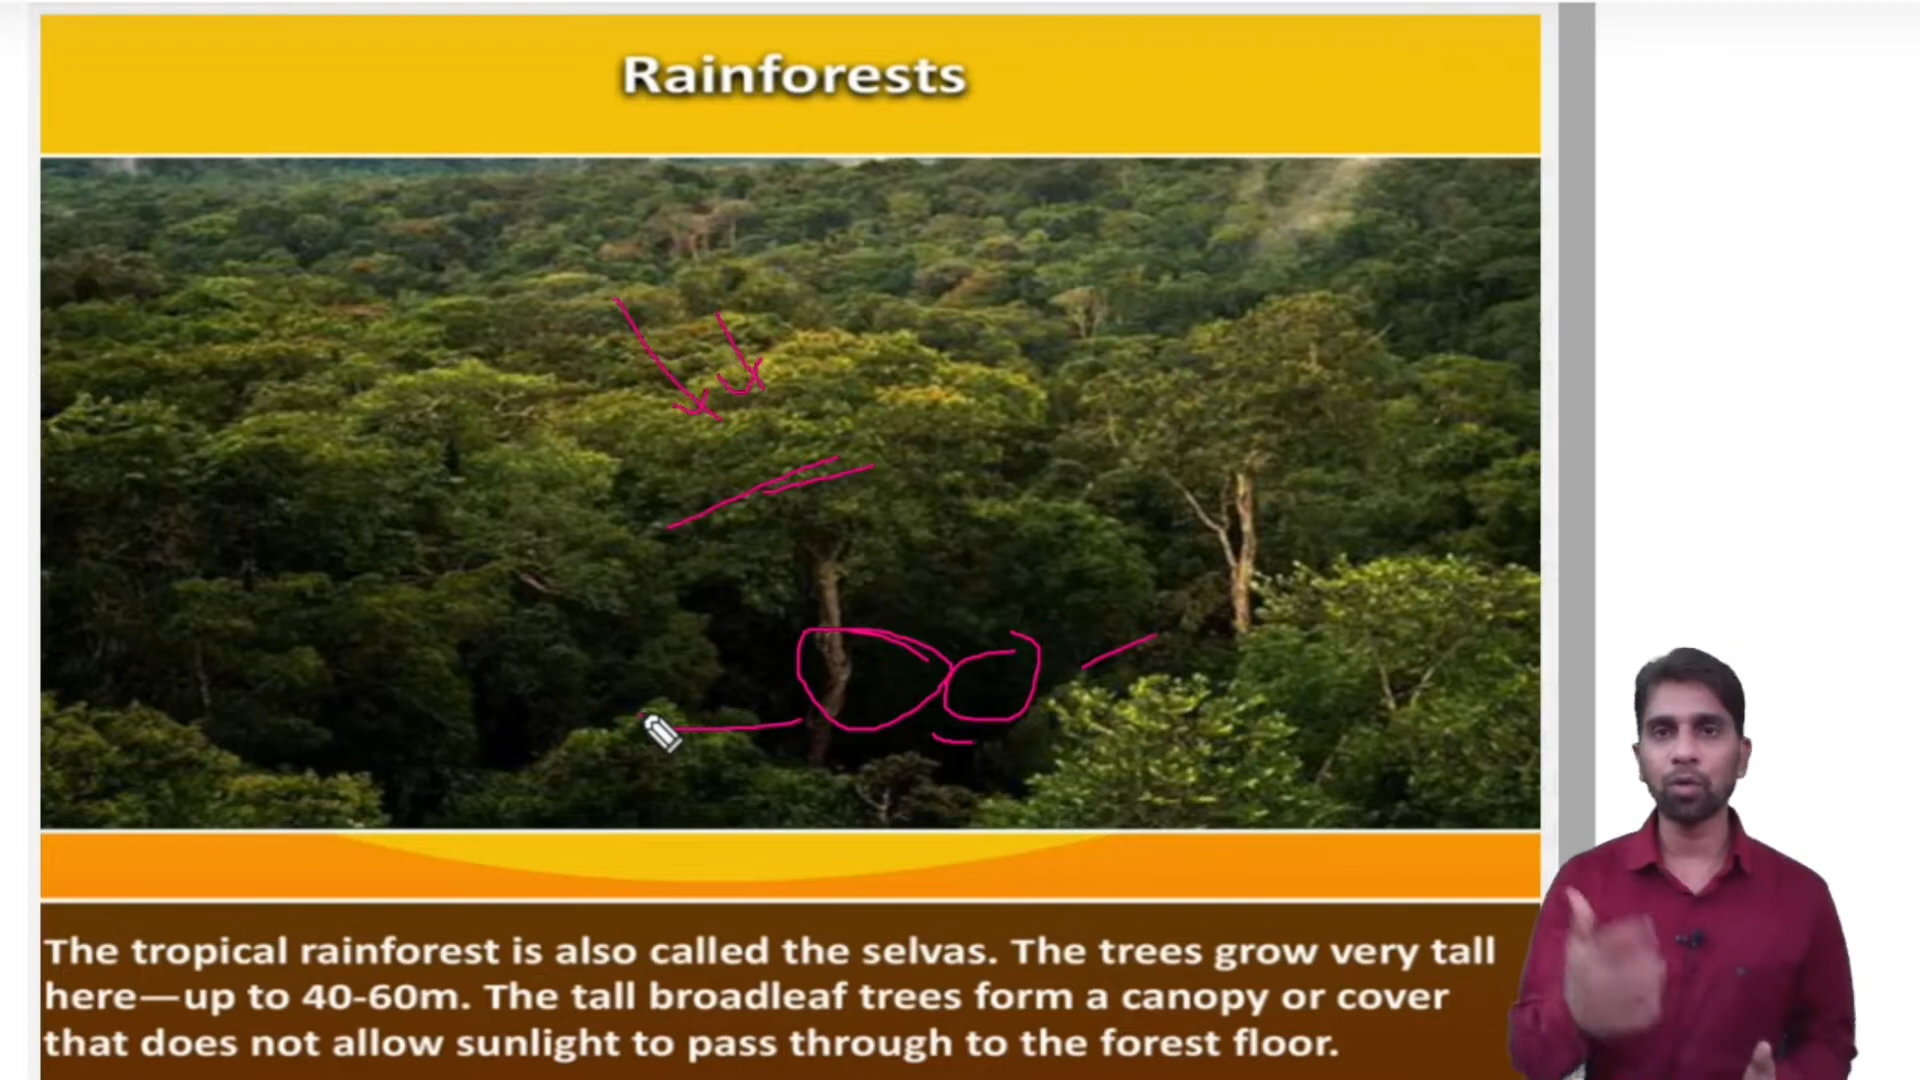 Rainforests
The tropical rainforest is also called the selvas. The trees grow very tall
here—up to 40-60m. The tall broadleaf trees form a canopy or cover
that does not allow sunlight to pass through to the forest floor.